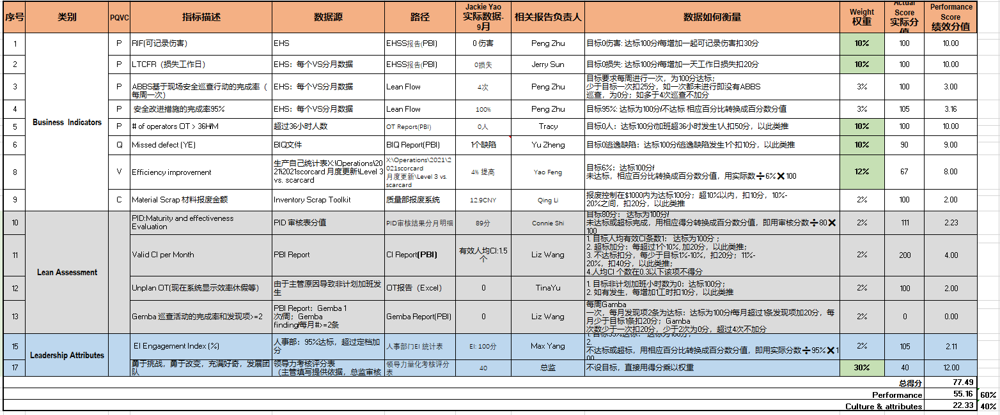 序号 类别 PQVC 指标描述 数据源 路径 Jackie Yao 实际数据-9月 相关报告负责人 数据如何衡量 Weight 权重 Actual Score 实际分值 Performance Score 绩效分值
Business Indicators
1 P RIF(可记录伤害) EHS EHSS报告(PBI) 0 伤害 Peng Zhu 目标0伤害: 达标100分/每增加一起可记录伤害扣30分 10% 100 10.00
2 P LTCFR（损失工作日） EHS：每个VS分月数据 EHSS报告(PBI) 0损失 Jerry Sun 目标0损失: 达标100分/每增加一天工作日损失扣20分 10% 100 10.00
3 P ABBS基于现场安全巡查行动的完成率（
每周一次） EHS：每个VS分月数据 Lean Flow 4次 Peng Zhu 目标要求每周进行一次，为100分达标；
少于目标一次扣25分，如一次都未进行即没有ABBS
巡查，为0分；如多于4次巡查不加分 3% 100 3.00
4 P 安全改进措施的完成率95% EHS：每个VS分月数据 Lean Flow 100% Peng Zhu 目标95%: 达标为100分/不达标 相应百分比转换成百分数分值 3% 105 3.16
5 P # of operators OT > 36H/M 超过36小时人数 OT Report(PBI) 0人 Tracy 目标0人：达标100分/加班超36小时发生1人扣50分，以此类推 10% 100 10.00
6 Q Missed defect (YE) BIQ文件 BIQ Report(PBI) 1个缺陷 Yu Zheng 目标0逃逸缺陷：达标100分/逃逸缺陷发生1个扣10分，以此类推 10% 90 9.00
8 V Efficiency improvement 生产自己统计表X:\Operations\20
21\2021scorcard 月度更新\Level 3
vs. scarcard X:\Operations\2021\2
021scorcard
月度更新\Level 3 vs.
scarcard 4% 提高 Yao Feng 目标6%：达标100分/
未达标，相应百分比转换成百分数分值，用实际数➗6%✖100 12% 67 8.00
9 C Material Scrap 材料报废金额 Inventory Scrap Toolkit 质量部报废系统 12.9CNY Qing Li 报废控制在$1000内为达标100分；超10%以内，扣10分，10%-
20%之间，扣20分，以此类推 2% 100 2.00
Lean Assessment
10 PID:Maturity and effectiveness
Evaluation PID 审核表分值 PID审核结果分月明细 89分 Connie Shi 目标80分： 达标为100分/
未达标或超标完成，用相应得分转换成百分数分值，即用审核分数➗80✖
100 2% 111 2.23
11 Valid CI per Month PBI Report CI Report(PBI) 有效人均CI:1.5
个 Liz Wang 1. 目标人均有效CI条数1： 达标为100分；
2. 超标加分：每超过1个10%, 加20分，以此类推；
3. 不达标扣分，每少于目标1%-10%，扣20分；11%-
20%，扣40分，以此类推；
4.人均CI 个数在0.3以下该项不得分 2% 200 4.00
12 Unplan OT(现在系统显示效率休假等) 由于主管原因导致非计划加班发
生 OT报告（Excel） 0 TinaYu 1. 目标非计划加班小时数为0：达标100分；
2. 如有发生，每增加1工时扣10分，以此类推 2% 100 2.00
13 Gemba 巡查活动的完成率和发现项>=2 PBI Report：Gemba 1
次/周；Gemba
finding/每月#>=2条 Gemba Report(PBI) 0 Liz Wang 每周Gamba
一次，每月发现项2条为达标：达标为100分/每月超过1条发现项加20分，每
月少于目标1条扣20分；Gamba
次数少于一次扣20分，少于2次为0分，超过4次不加分 2% 0 0.00
Leadership Attributes
15 EI Engagement Index (%) 人事部：95%达标，超过定档加
分 人事部门EI 统计表 EI: 100分 Max Yang 1. 目标95%达标： 达标为100分；
2.
不达标或超标，用相应百分比转换成百分数分值，即用实际分数➗95%✖1
00 2% 105 2.11
17 勇于挑战，勇于改变，充满好奇，发展团
队 领导力考核评分表
（主管填写提供依据，总监审核 领导力量化考核评分
表 40 总监 不设目标，直接用得分乘以权重 30% 40 12.00
总得分 77.49
Performance 55.16 60%
Culture & attributes 22.33 40%